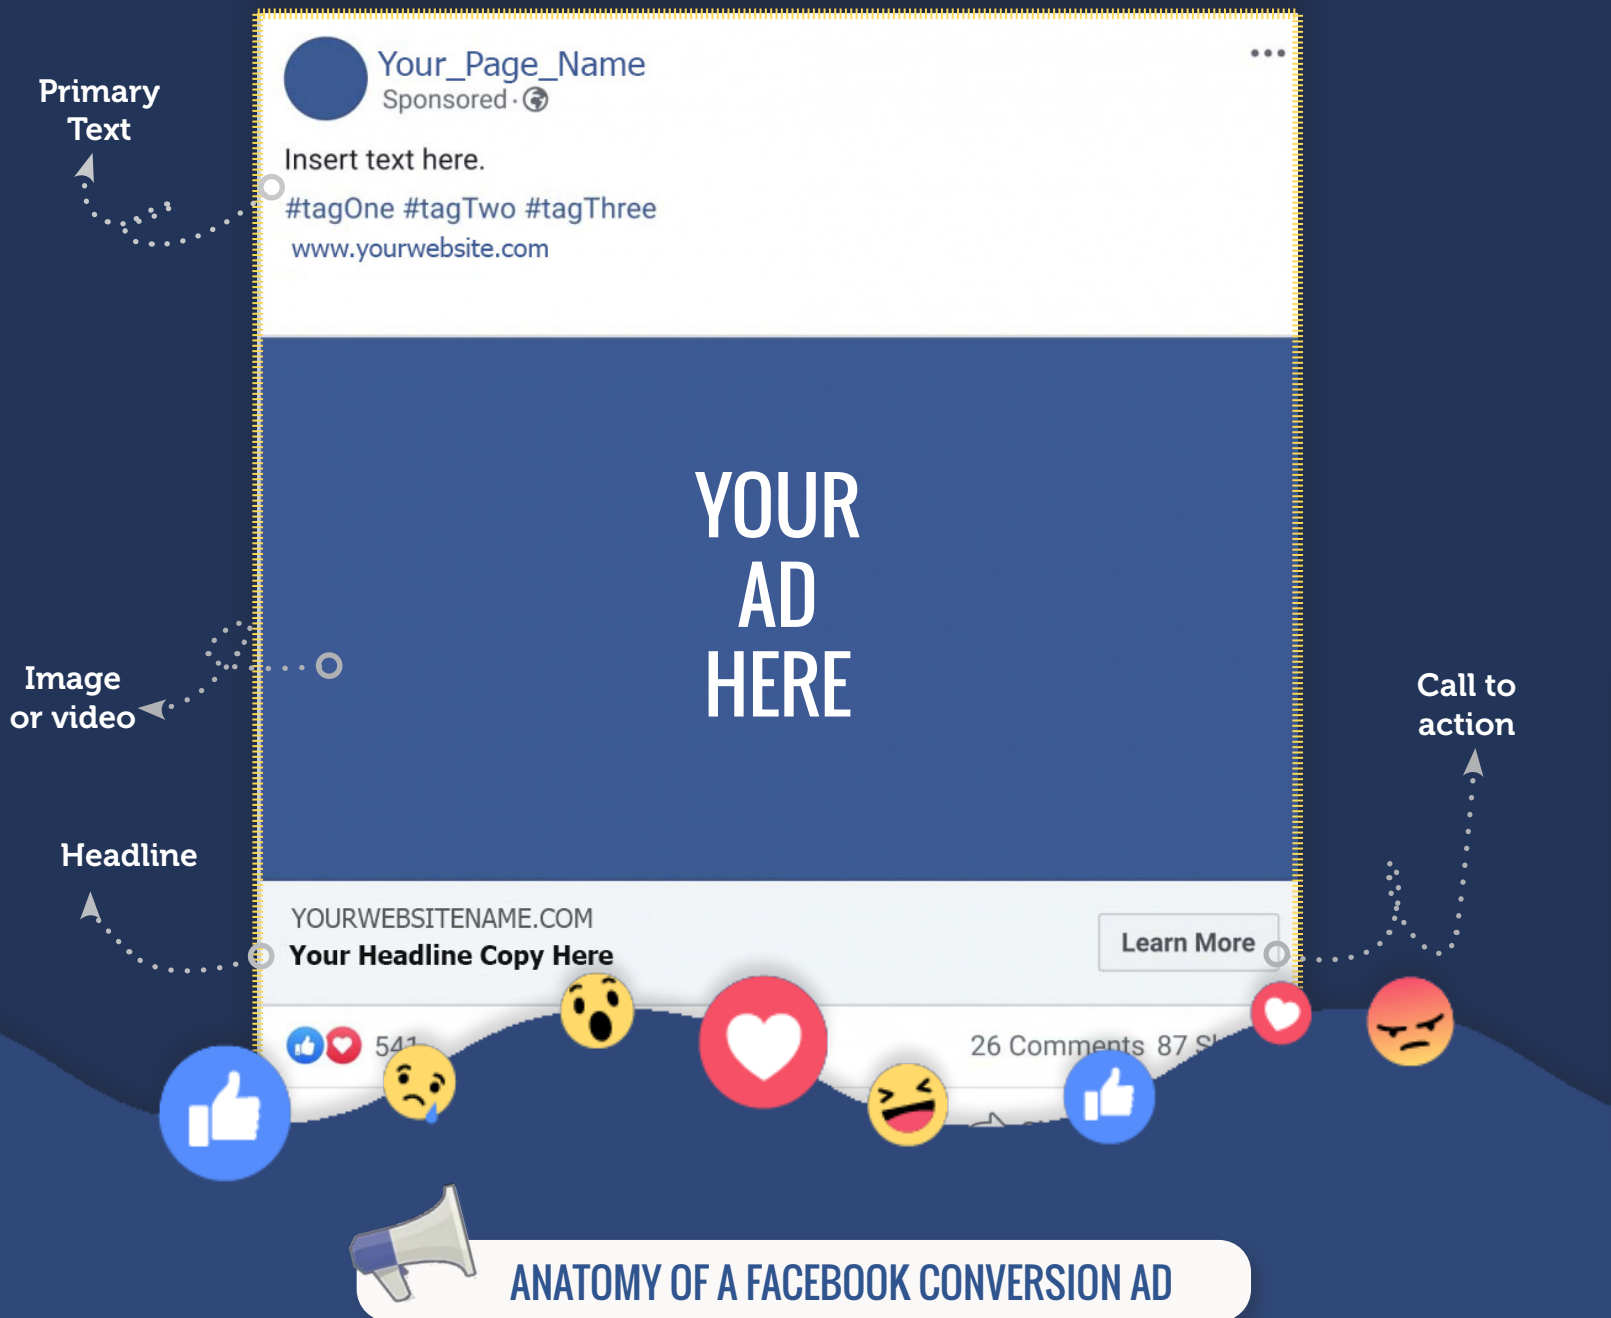 Primary
Text
Your_Page_Name
Sponsored ·
Insert text here.
#tagOne #tagTwo #tagThree
www.yourwebsite.com
YOUR
AD
HERE
Image
or video
Call to
action
Headline
YOURWEBSITENAME.COM
Your Headline Copy Here
Learn More
541
26 Comments 87
ANATOMY OF A FACEBOOK CONVERSION AD